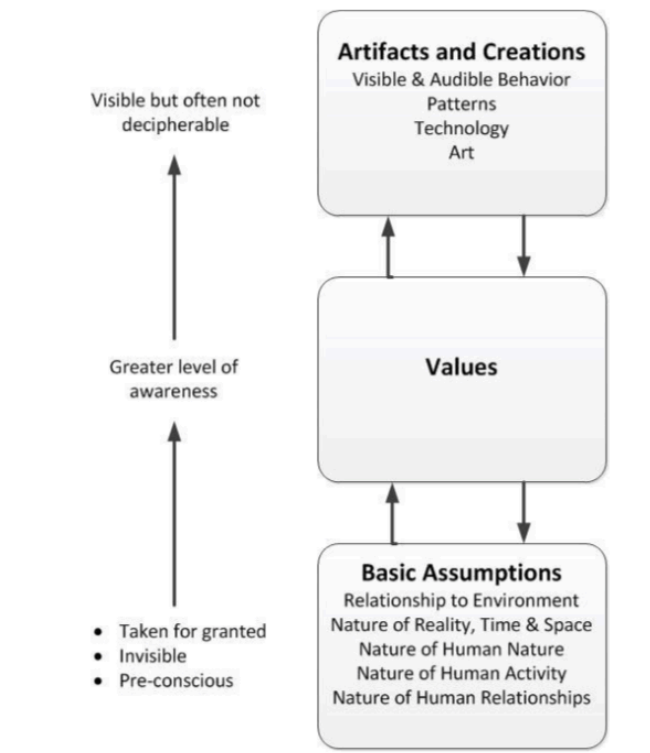 Artifacts and Creations
Visible & Audible Behavior
Patterns
Technology
Art
Visible but often not
decipherable
Values
Greater level of
awareness
Basic Assumptions
Relationship to Environment
Nature of Reality, Time & Space
Nature of Human Nature
Nature of Human Activity
Nature of Human Relationships
• Taken for granted
• Invisible
• Pre-conscious